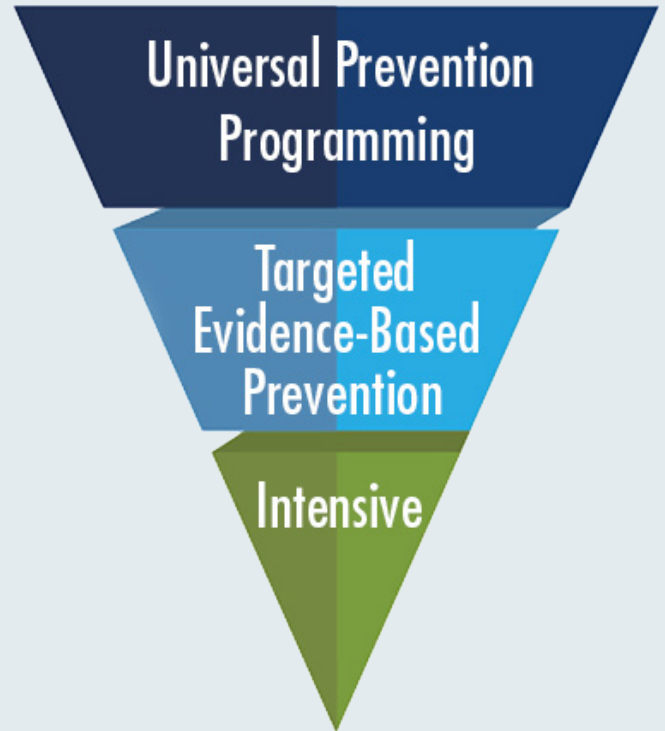 Universal Prevention
Programming
Targeted
Evidence-Based
Prevention
Intensive